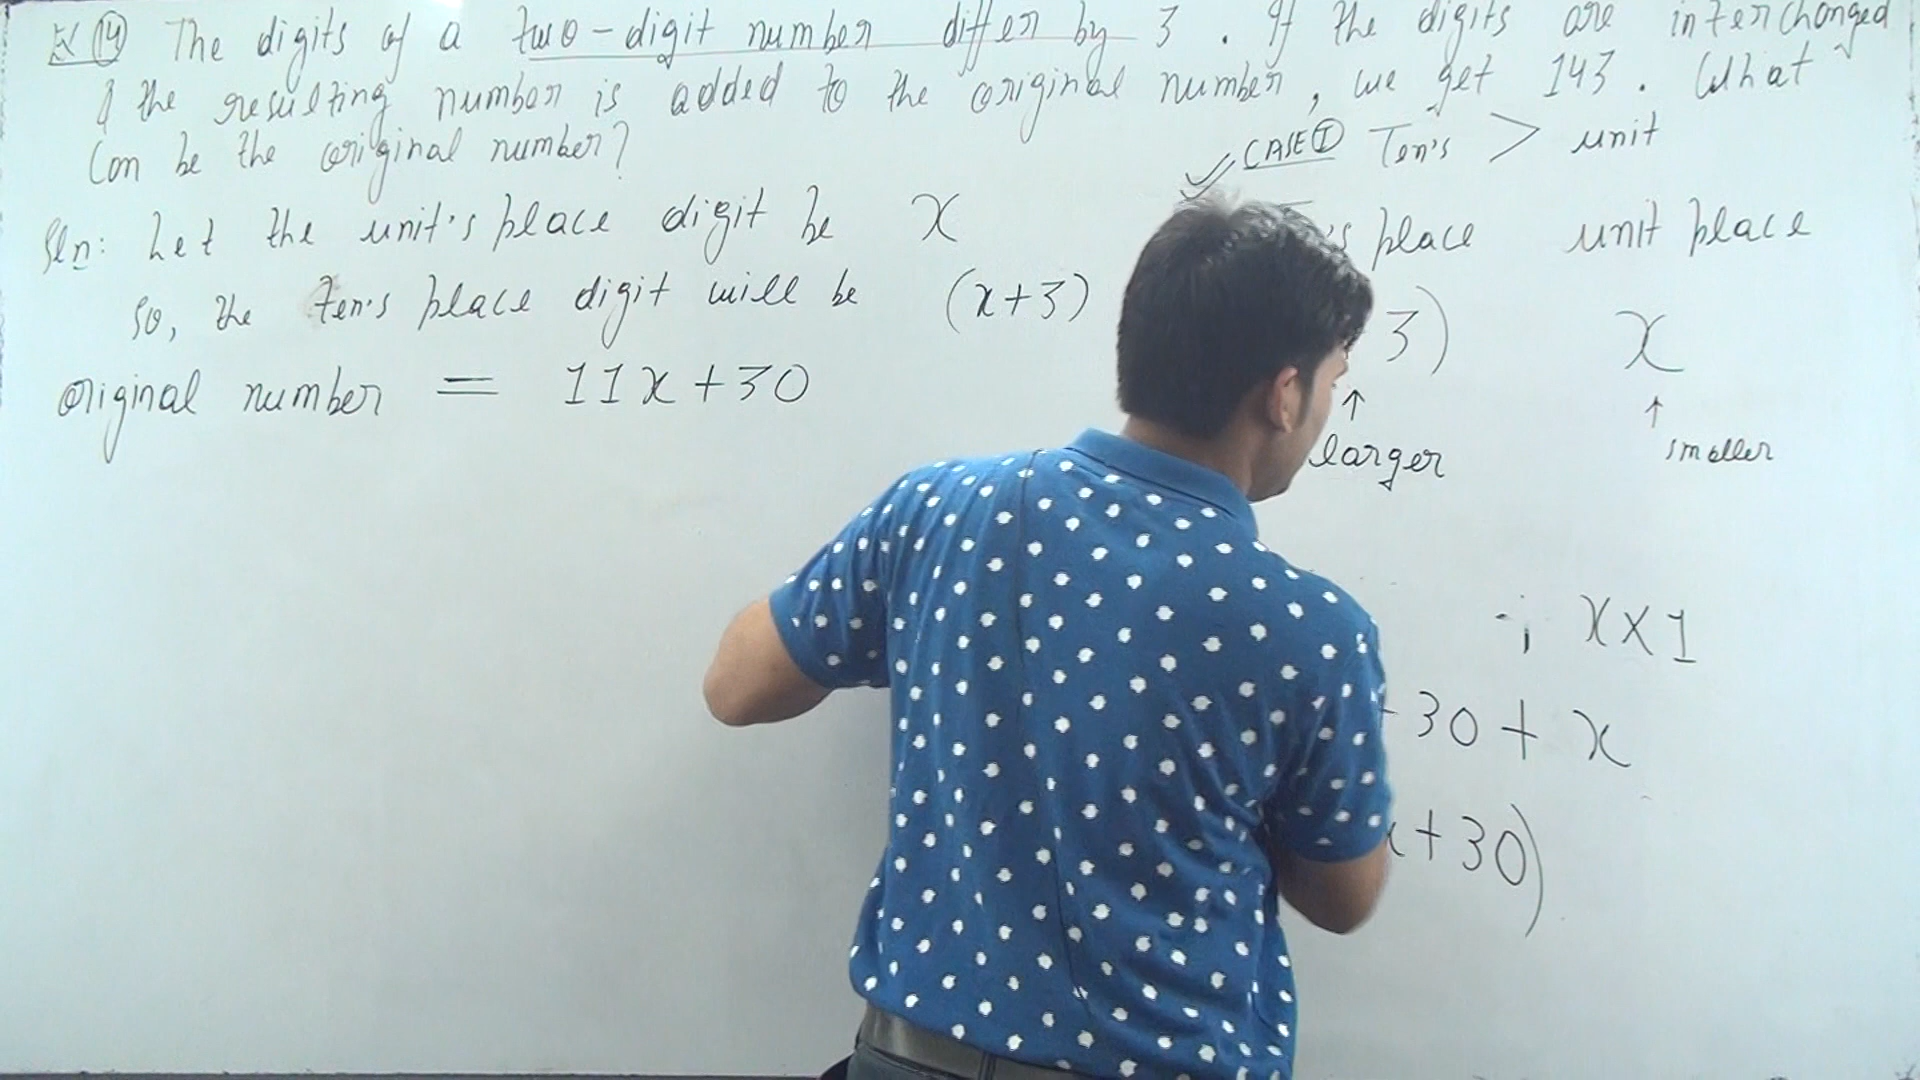 Ex 14 The digits of a two-digit number differ by 3. If the digits are interchanged
& the resulting number is added to the original number, we get 143. What
can be the original number?
CASE I Ten's > unit
Sln: Let the unit's place digit be x
's place unit place
So, the ten's place digit will be (x+3)
3) x
original number = 11x+30
↑ ↑
larger smaller
; x×1
30 + x
x+30)